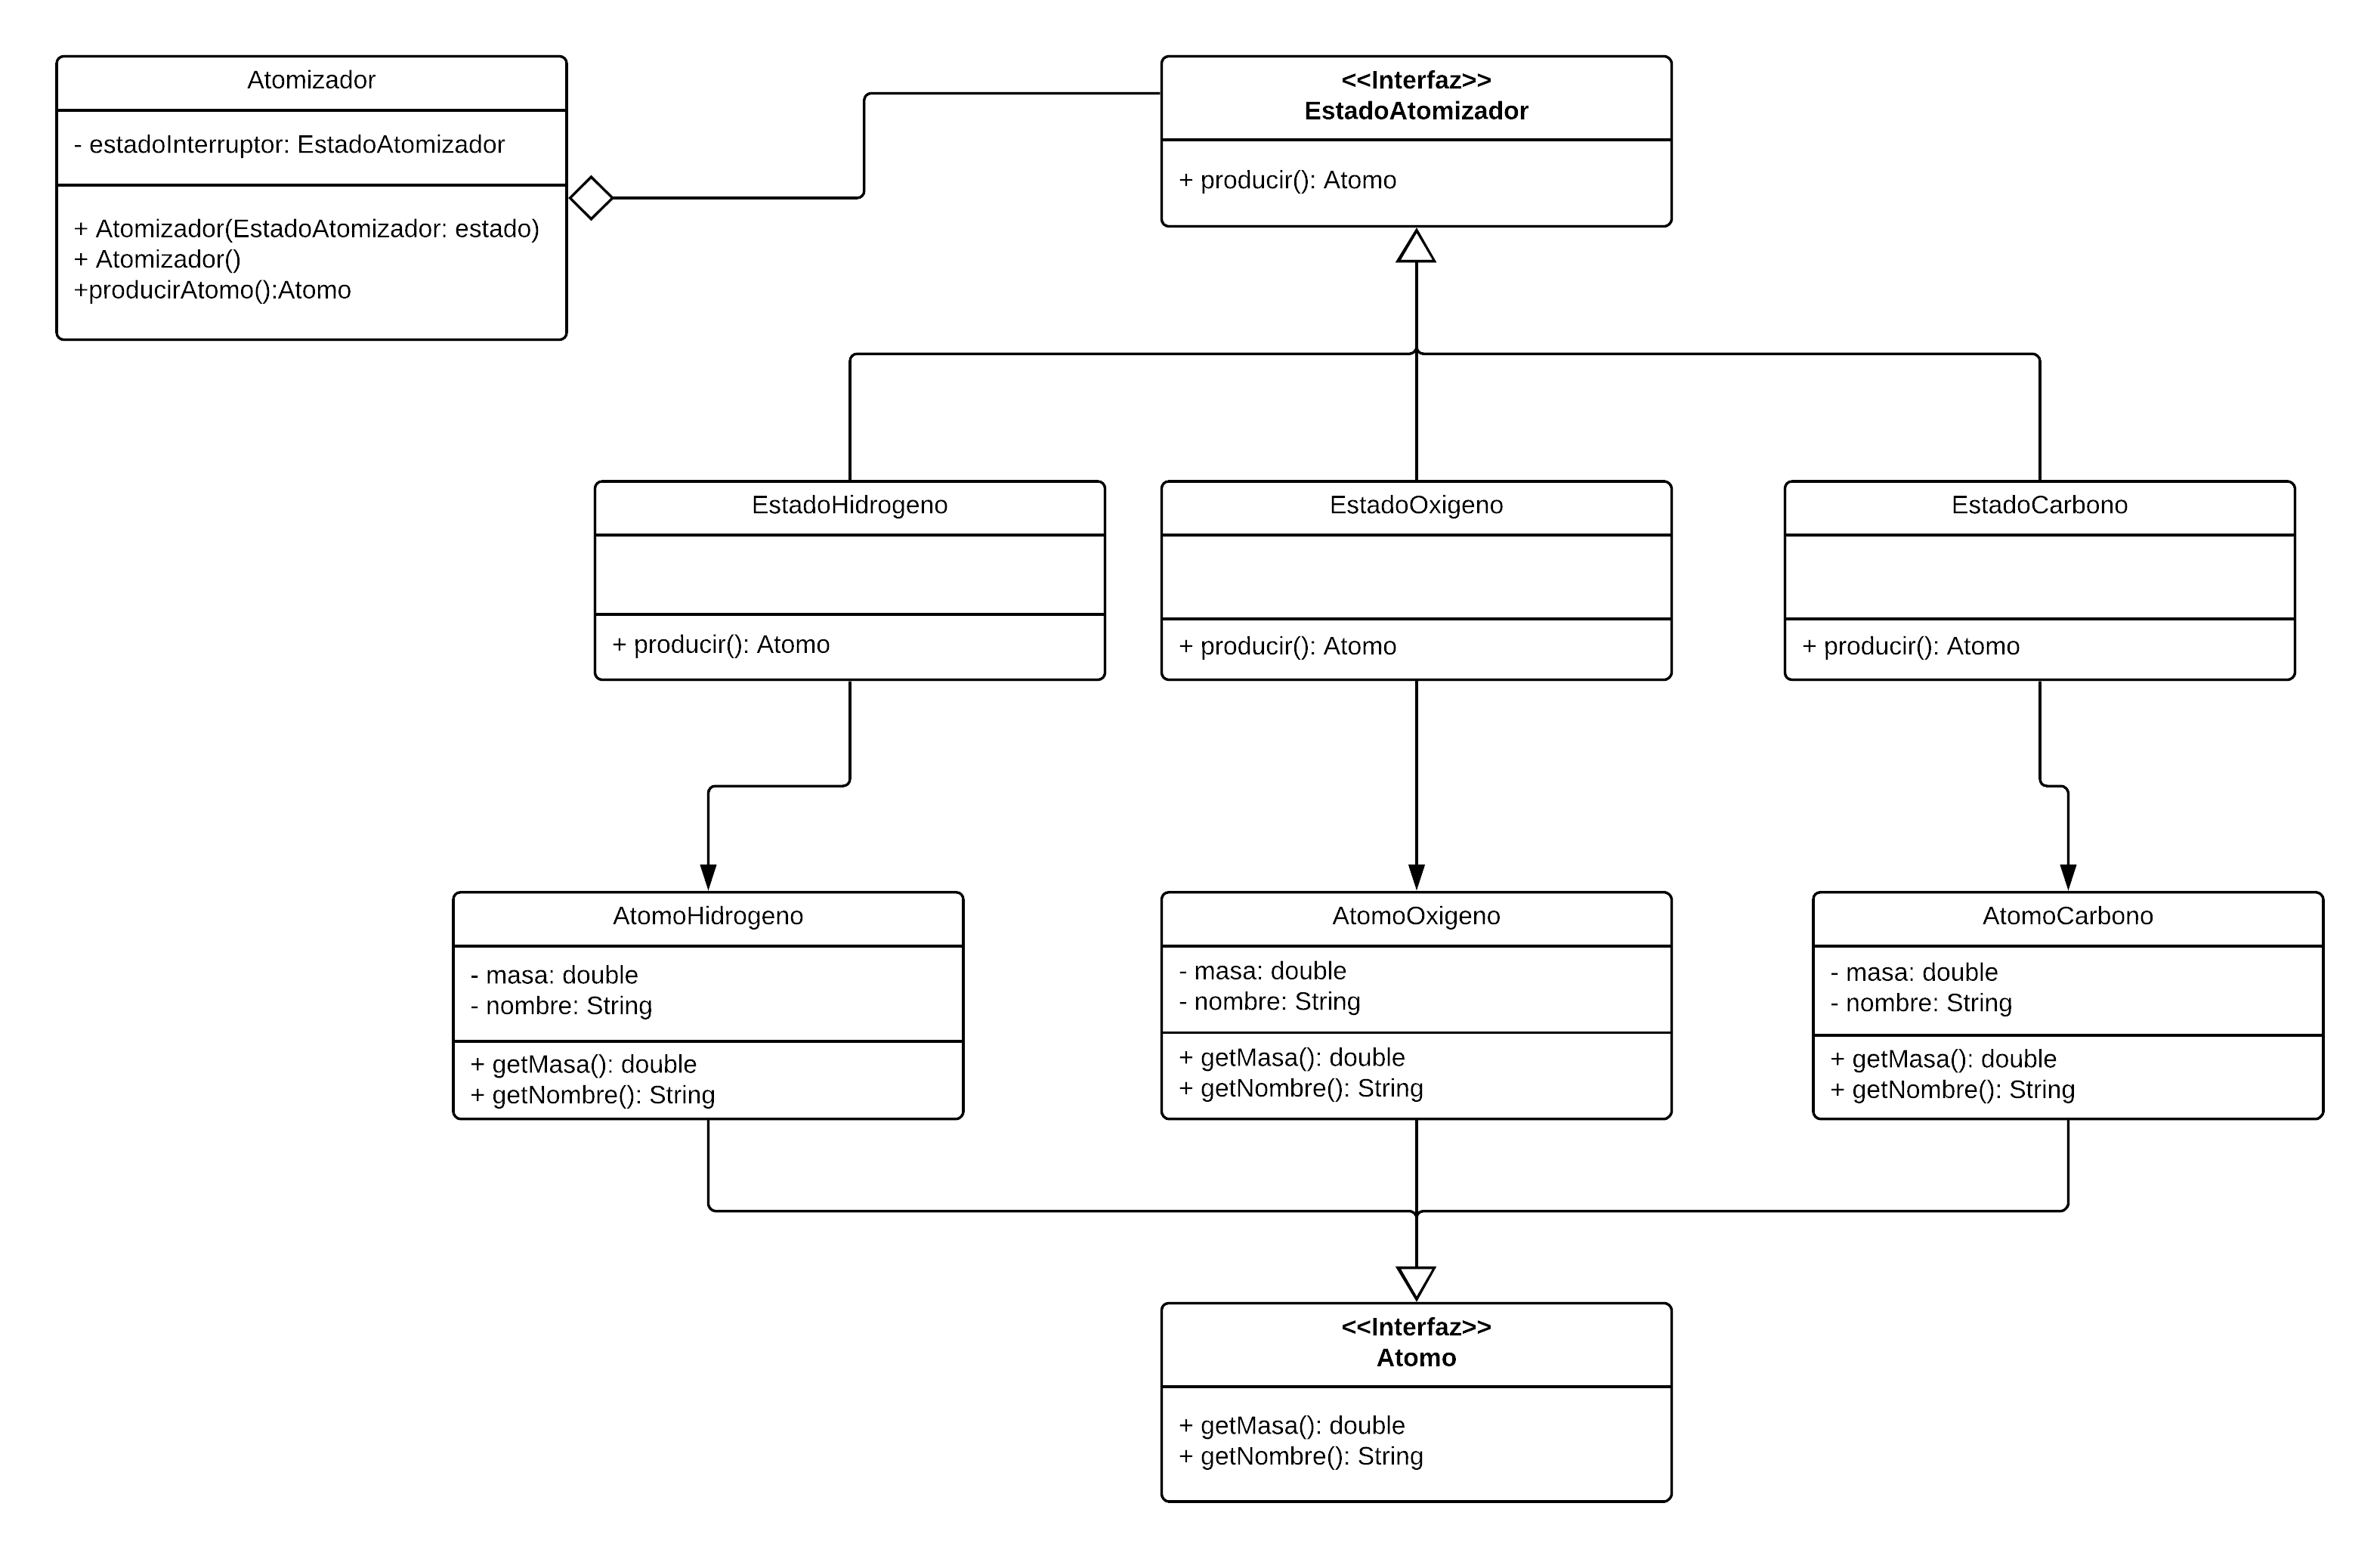 Atomizador
- estadoInterruptor: EstadoAtomizador
+ Atomizador(EstadoAtomizador: estado)
+ Atomizador()
+producirAtomo():Atomo
<<Interfaz>>
EstadoAtomizador
+ producir(): Atomo
EstadoHidrogeno
+ producir(): Atomo
EstadoOxigeno
+ producir(): Atomo
EstadoCarbono
+ producir(): Atomo
AtomoHidrogeno
- masa: double
- nombre: String
+ getMasa(): double
+ getNombre(): String
AtomoOxigeno
- masa: double
- nombre: String
+ getMasa(): double
+ getNombre(): String
AtomoCarbono
- masa: double
- nombre: String
+ getMasa(): double
+ getNombre(): String
<<Interfaz>>
Atomo
+ getMasa(): double
+ getNombre(): String